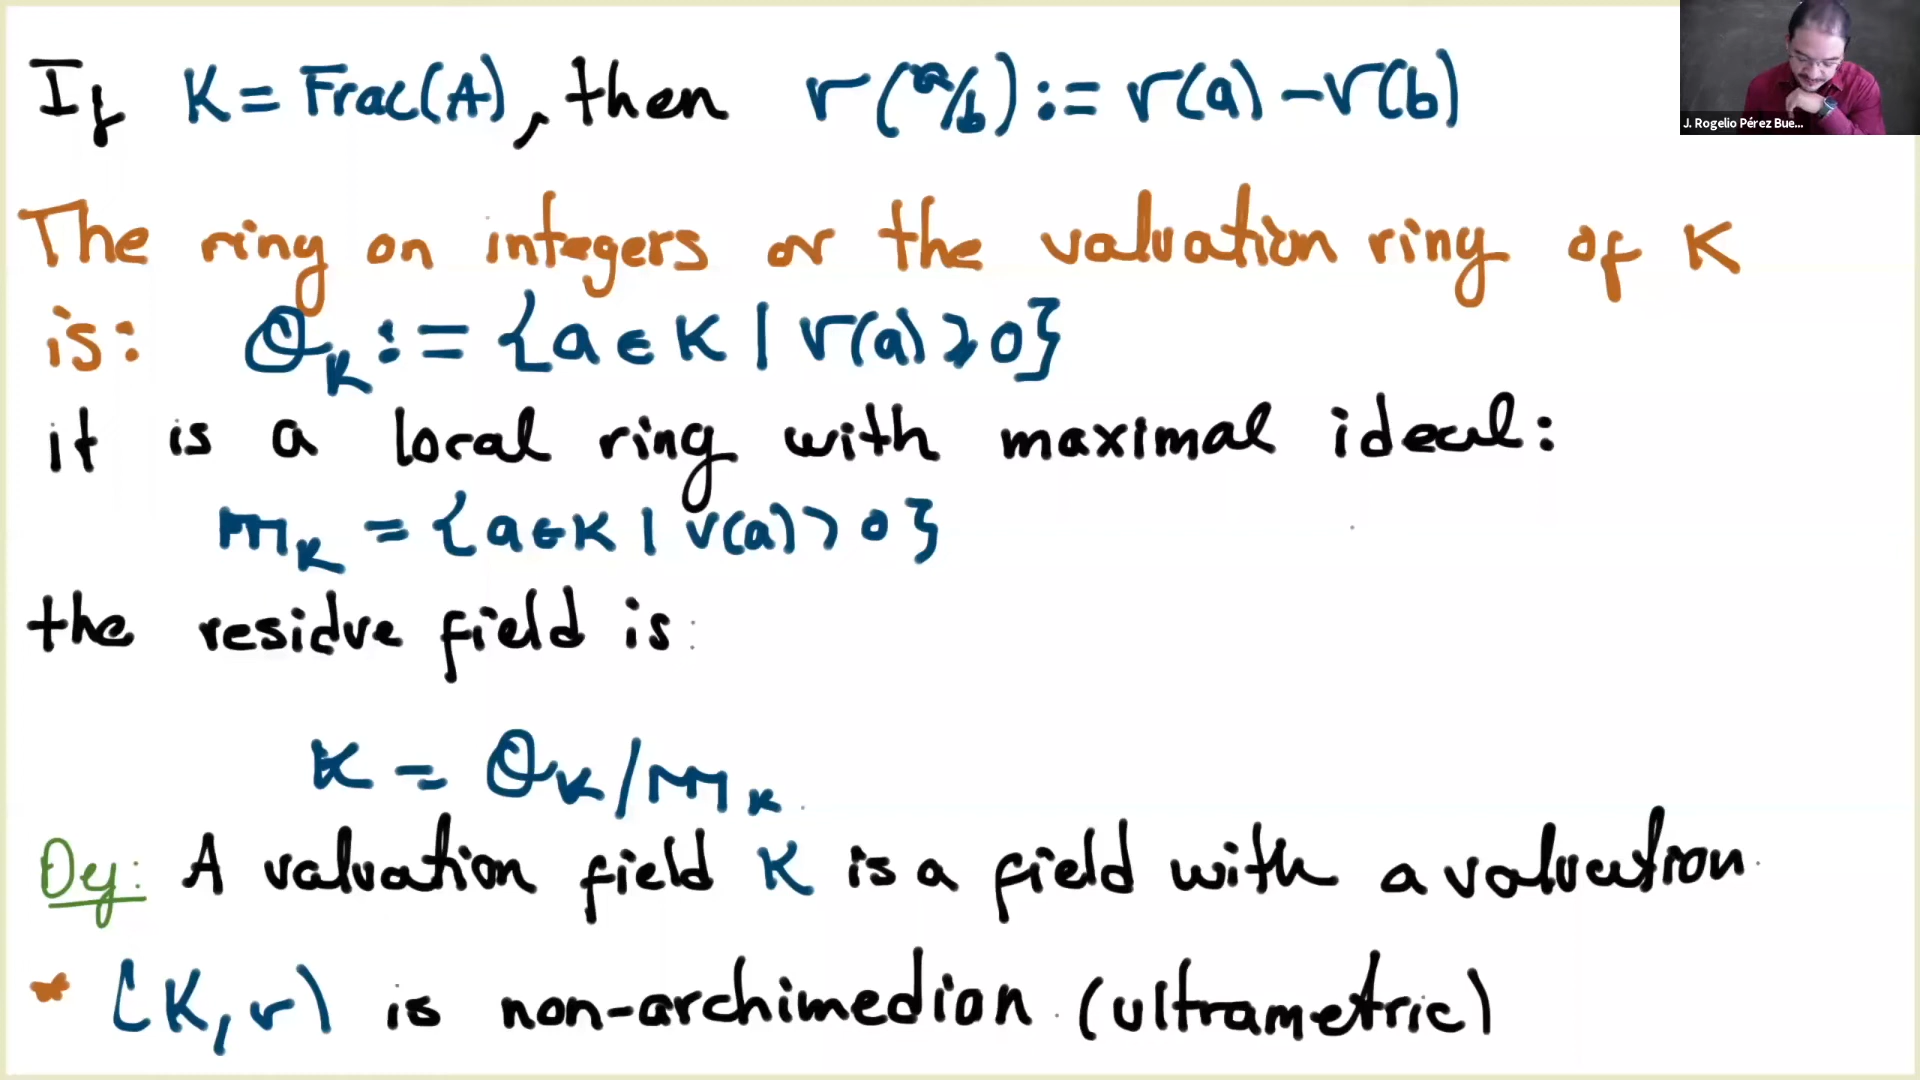 If K = Frac(A), then v(a/b) := v(a) - v(b)
J. Rogelio Pérez Bue...
The ring on integers or the valuation ring of K
is: 𝒪_K := {a ∈ K | v(a) ⩾ 0}
it is a local ring with maximal ideal:
𝔪_K = {a ∈ K | v(a) > 0}
the residue field is:
κ = 𝒪_K / 𝔪_K
Def: A valuation field K is a field with a valuation.
* (K, v) is non-archimedian (ultrametric)